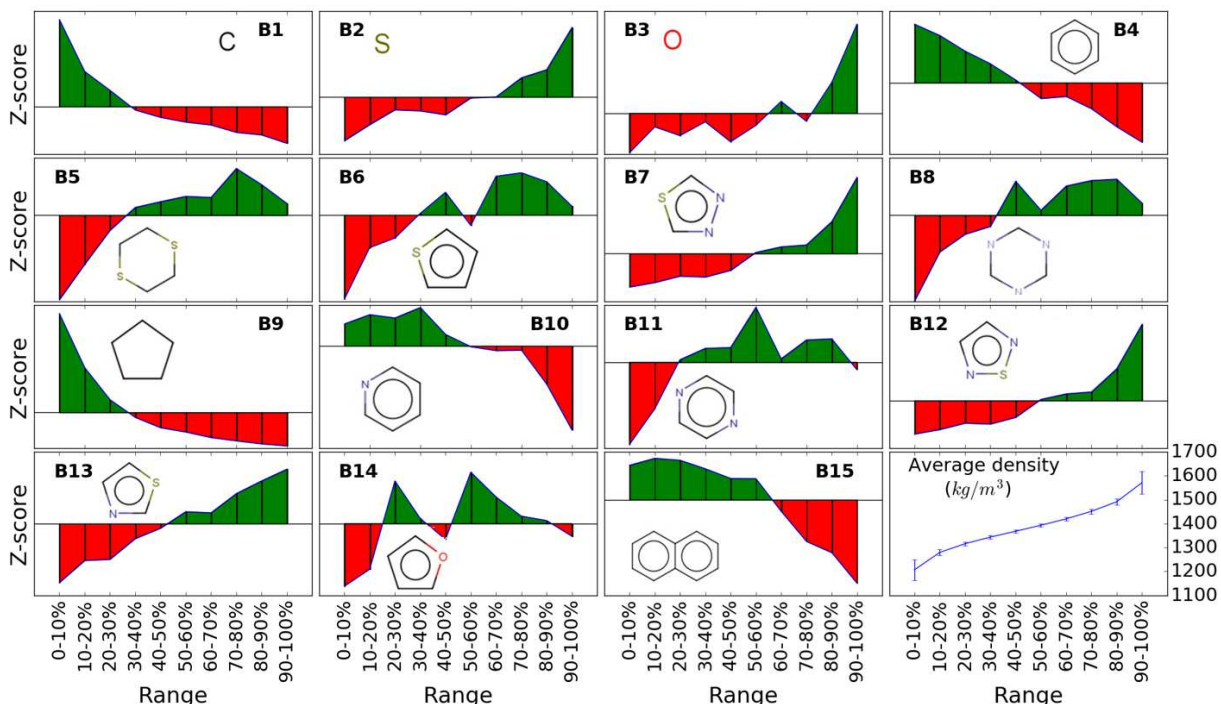 Z-score
C B1
S B2
O B3
B4
Z-score
B5
S
S
B6
S
B7
S
N
N
B8
N
N
N
Z-score
B9
B10
N
B11
N
N
B12
N
N
S
Z-score
B13
S
N
B14
O
B15
Average density
(kg/m³)
1700
1600
1500
1400
1300
1200
1100
0-10%
10-20%
20-30%
30-40%
40-50%
50-60%
60-70%
70-80%
80-90%
90-100%
Range
0-10%
10-20%
20-30%
30-40%
40-50%
50-60%
60-70%
70-80%
80-90%
90-100%
Range
0-10%
10-20%
20-30%
30-40%
40-50%
50-60%
60-70%
70-80%
80-90%
90-100%
Range
0-10%
10-20%
20-30%
30-40%
40-50%
50-60%
60-70%
70-80%
80-90%
90-100%
Range